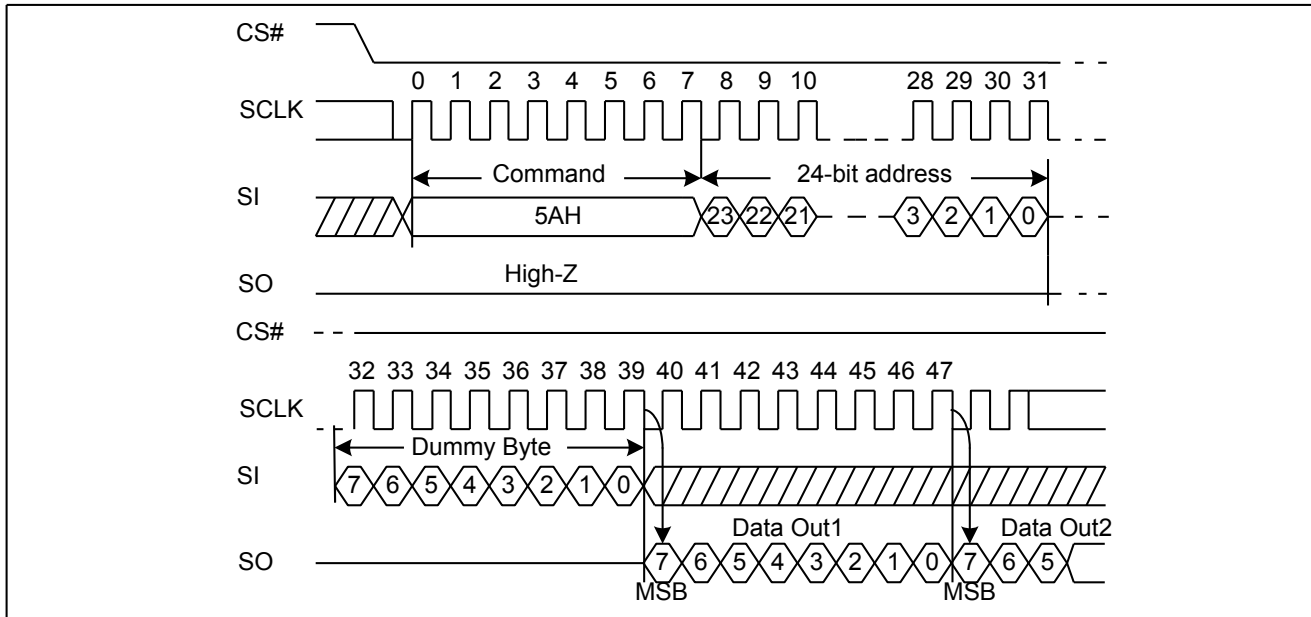 CS#
0 1 2 3 4 5 6 7 8 9 10 28 29 30 31
SCLK
Command 24-bit address
SI
5AH 23 22 21 3 2 1 0
High-Z
SO
CS#
32 33 34 35 36 37 38 39 40 41 42 43 44 45 46 47
SCLK
Dummy Byte
SI
7 6 5 4 3 2 1 0
Data Out1 Data Out2
SO
7 6 5 4 3 2 1 0 7 6 5
MSB MSB